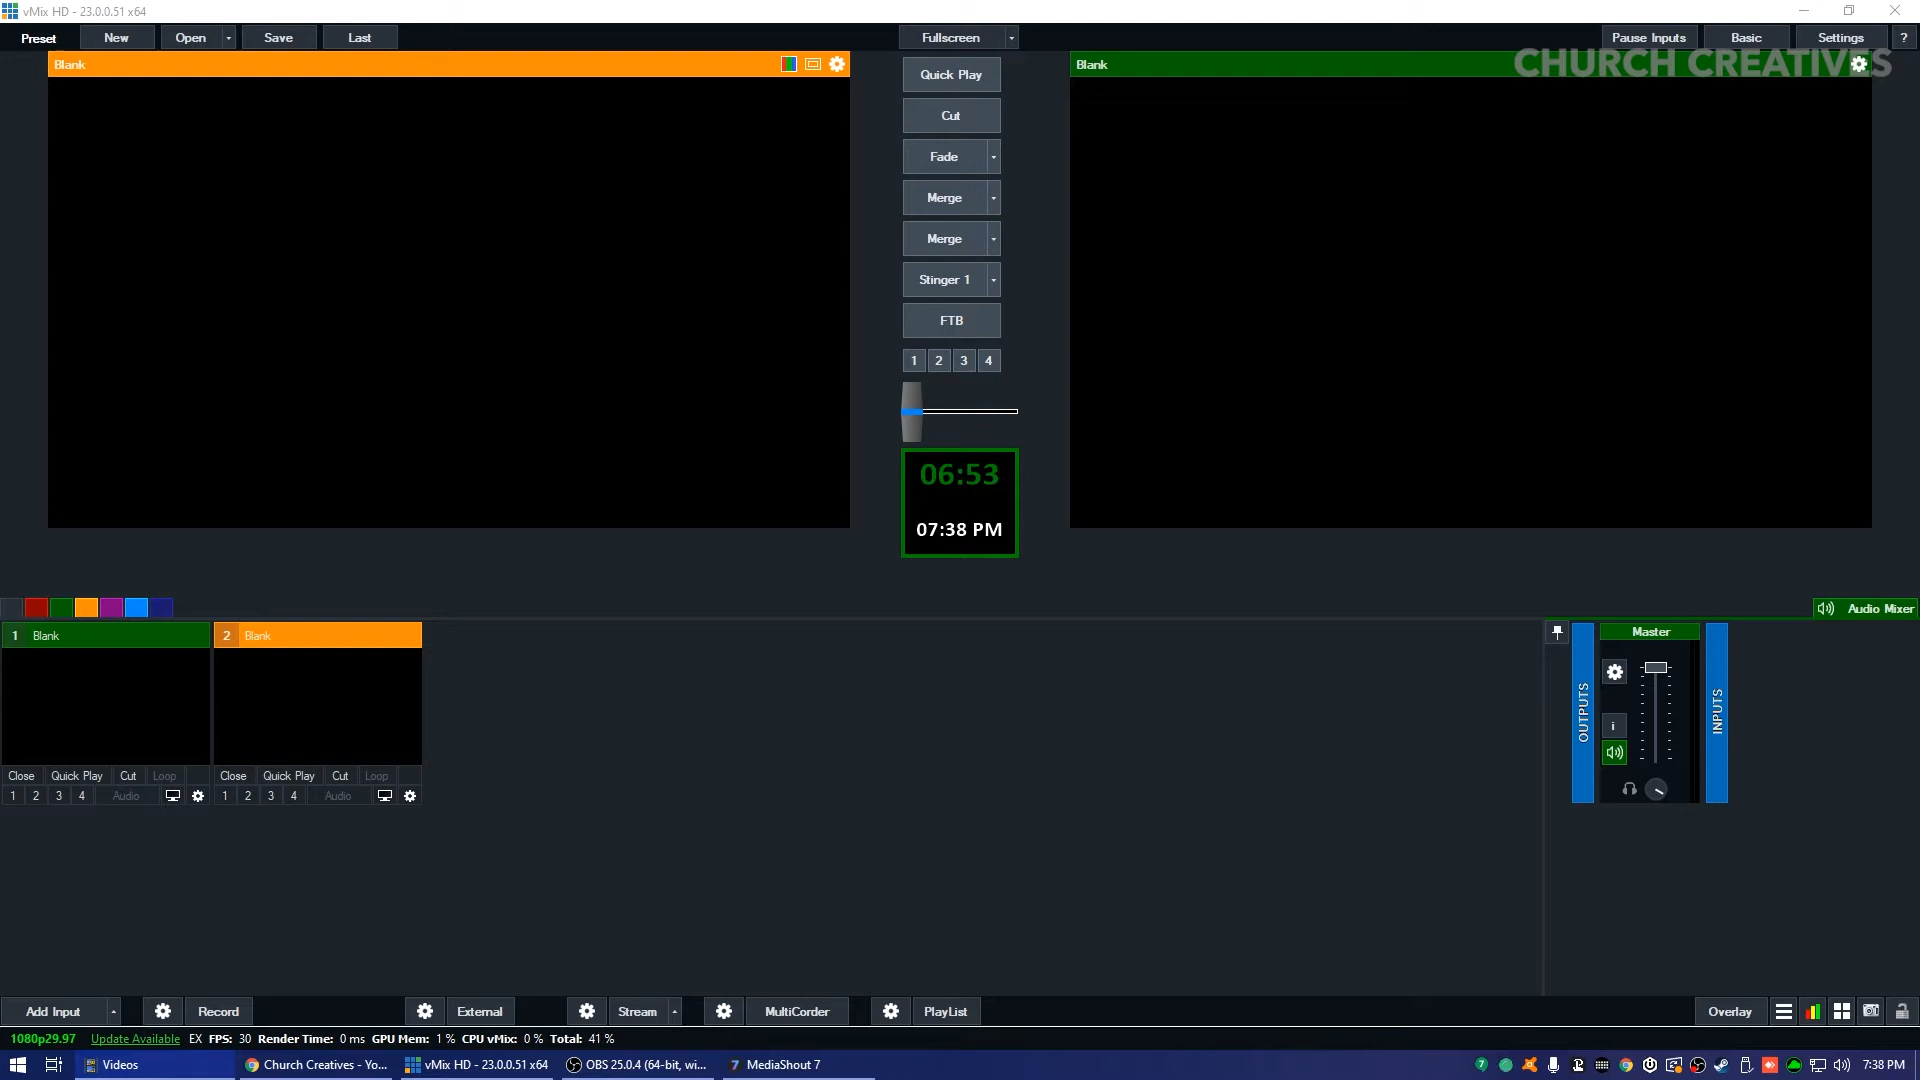 vMix HD - 23.0.0.51 x64
Preset New Open Save Last Fullscreen Pause Inputs Basic Settings ?
CHURCH CREATIVES
Blank Blank
Quick Play
Cut
Fade
Merge
Merge
Stinger 1
FTB
1 2 3 4
06:53
07:38 PM
Audio Mixer
1 Blank 2 Blank
Master
OUTPUTS
INPUTS
i
Close Quick Play Cut Loop Close Quick Play Cut Loop
1 2 3 4 Audio 1 2 3 4 Audio
Add Input Record External Stream MultiCorder PlayList Overlay
1080p29.97 Update Available EX FPS: 30 Render Time: 0 ms GPU Mem: 1 % CPU vMix: 0 % Total: 41 %
Videos Church Creatives - Yo... vMix HD - 23.0.0.51 x64 OBS 25.0.4 (64-bit, wi... 7 MediaShout 7 7:38 PM